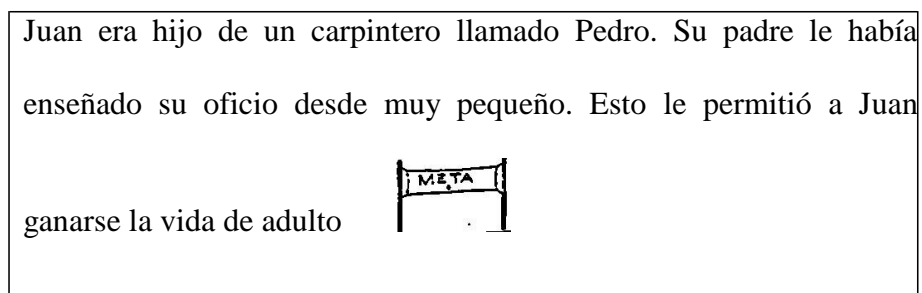 Juan era hijo de un carpintero llamado Pedro. Su padre le había
enseñado su oficio desde muy pequeño. Esto le permitió a Juan
ganarse la vida de adulto META